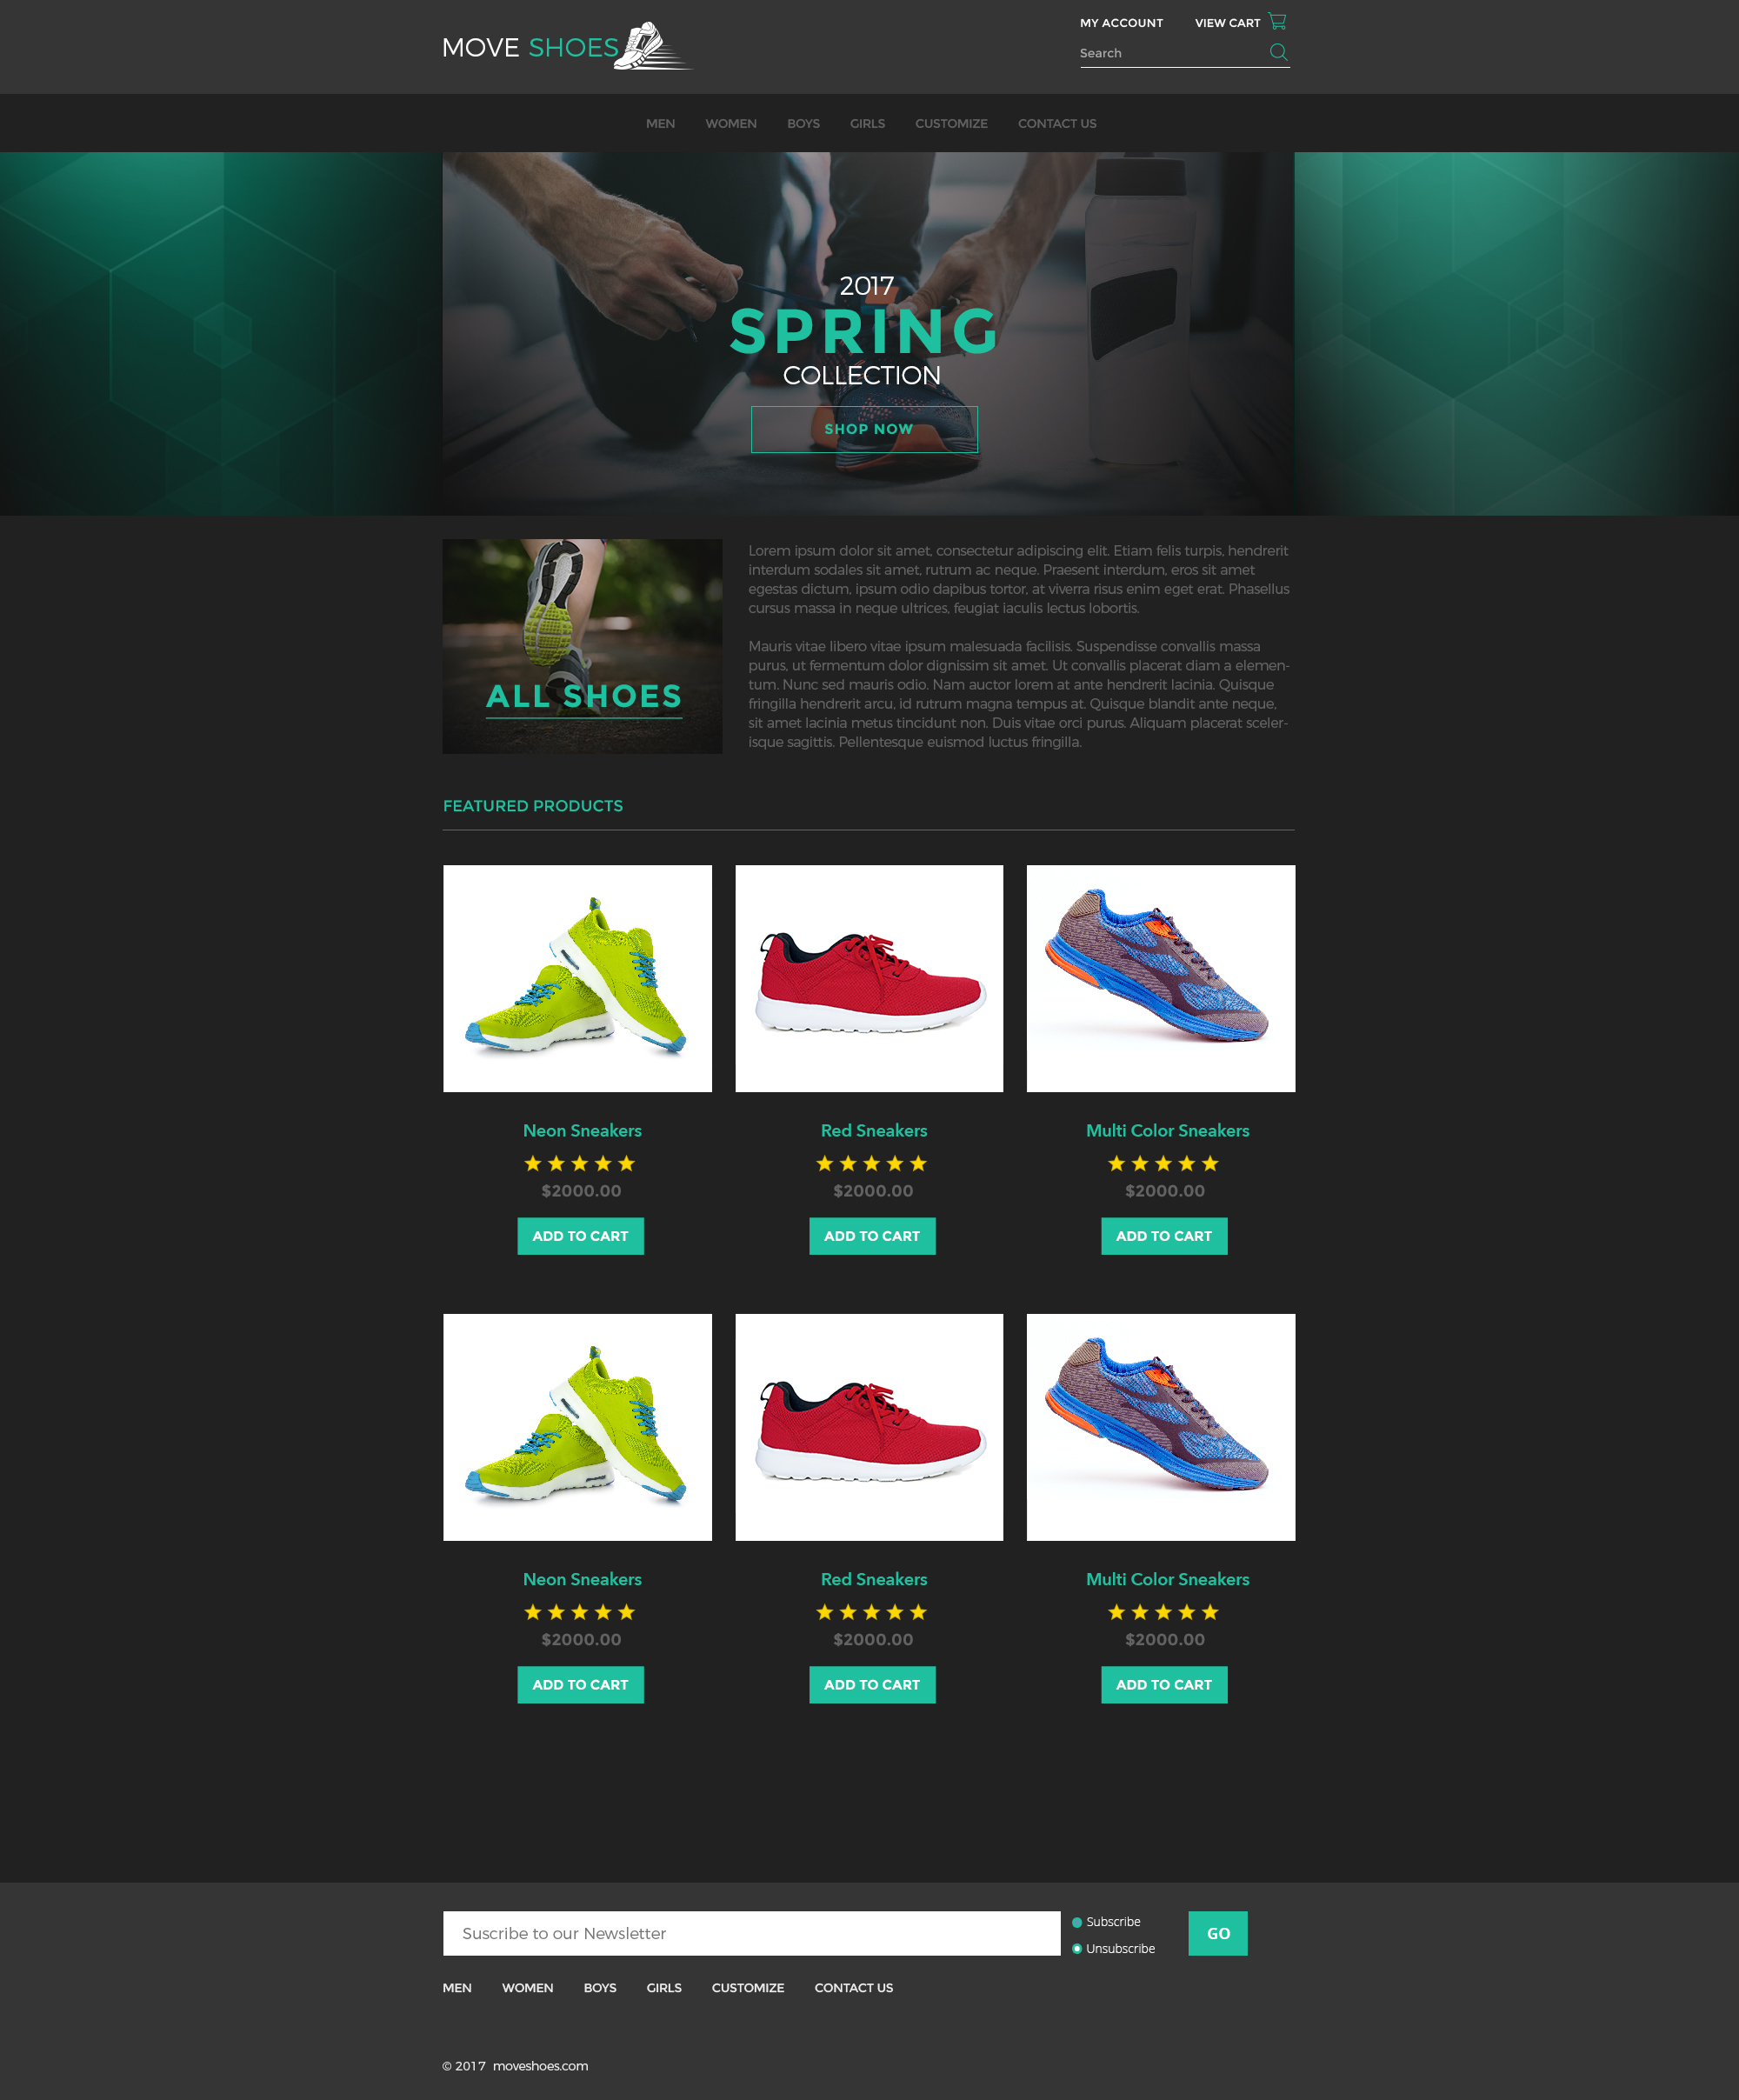 MOVE SHOES
MY ACCOUNT VIEW CART
Search
MEN WOMEN BOYS GIRLS CUSTOMIZE CONTACT US
2017
SPRING
COLLECTION
SHOP NOW
ALL SHOES
Lorem ipsum dolor sit amet, consectetur adipiscing elit. Etiam felis turpis, hendrerit
interdum sodales sit amet, rutrum ac neque. Praesent interdum, eros sit amet
egestas dictum, ipsum odio dapibus tortor, at viverra risus enim eget erat. Phasellus
cursus massa in neque ultrices, feugiat iaculis lectus lobortis.
Mauris vitae libero vitae ipsum malesuada facilisis. Suspendisse convallis massa
purus, ut fermentum dolor dignissim sit amet. Ut convallis placerat diam a elemen-
tum. Nunc sed mauris odio. Nam auctor lorem at ante hendrerit lacinia. Quisque
fringilla hendrerit arcu, id rutrum magna tempus at. Quisque blandit ante neque,
sit amet lacinia metus tincidunt non. Duis vitae orci purus. Aliquam placerat sceler-
isque sagittis. Pellentesque euismod luctus fringilla.
FEATURED PRODUCTS
Neon Sneakers
$2000.00
ADD TO CART
Red Sneakers
$2000.00
ADD TO CART
Multi Color Sneakers
$2000.00
ADD TO CART
Neon Sneakers
$2000.00
ADD TO CART
Red Sneakers
$2000.00
ADD TO CART
Multi Color Sneakers
$2000.00
ADD TO CART
Suscribe to our Newsletter
Subscribe
Unsubscribe
GO
MEN WOMEN BOYS GIRLS CUSTOMIZE CONTACT US
© 2017 moveshoes.com